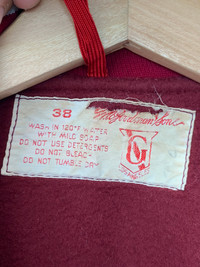 38
WASH IN 120°F WATER
WITH MILD SOAP
DO NOT USE DETERGENTS
DO NOT BLEACH
DO NOT TUMBLE DRY
G